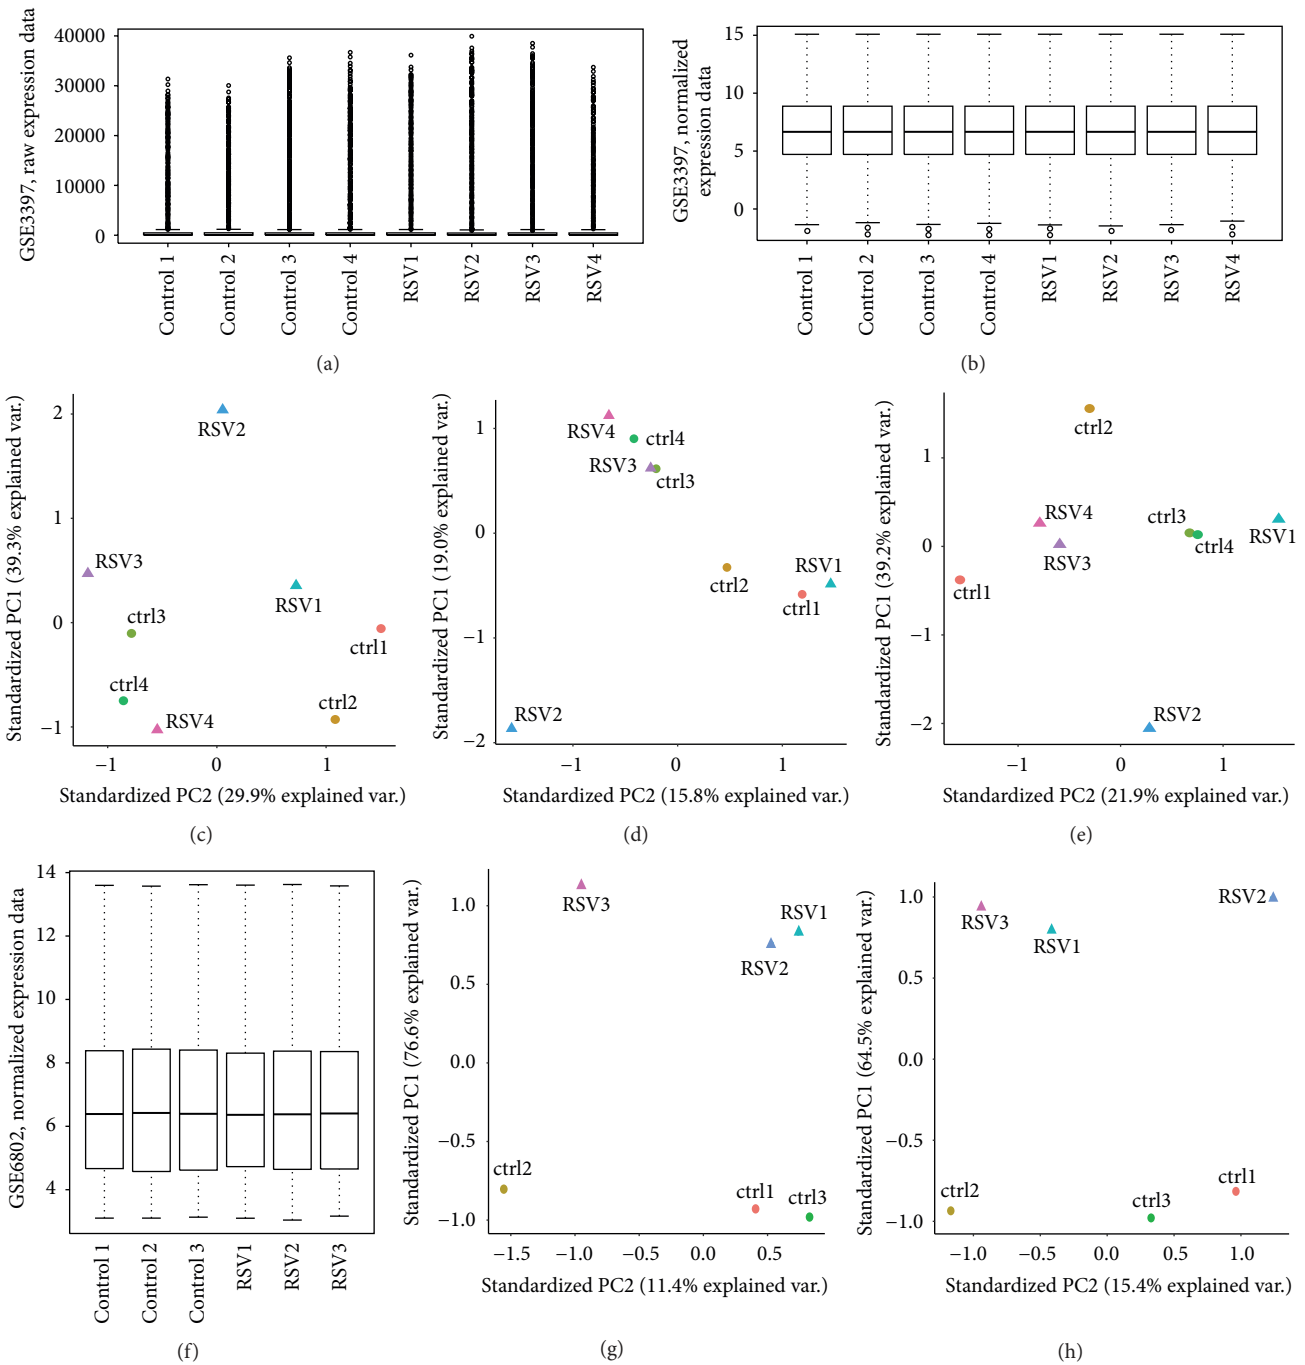 GSE3397, raw expression data
40000
30000
20000
10000
0
Control 1
Control 2
Control 3
Control 4
RSV1
RSV2
RSV3
RSV4
(a)
GSE3397, normalized
expression data
15
10
5
0
Control 1
Control 2
Control 3
Control 4
RSV1
RSV2
RSV3
RSV4
(b)
Standardized PC1 (39.3% explained var.)
2
1
0
−1
RSV2
RSV3
RSV1
ctrl3
ctrl1
ctrl4
ctrl2
RSV4
−1
0
1
Standardized PC2 (29.9% explained var.)
(c)
Standardized PC1 (19.0% explained var.)
1
0
−1
−2
RSV4
ctrl4
RSV3
ctrl3
ctrl2
RSV1
ctrl1
RSV2
−1
0
1
Standardized PC2 (15.8% explained var.)
(d)
Standardized PC1 (39.2% explained var.)
1
0
−1
−2
ctrl2
RSV4
ctrl3
RSV1
RSV3
ctrl4
ctrl1
RSV2
−1
0
1
Standardized PC2 (21.9% explained var.)
(e)
GSE6802, normalized expression data
14
12
10
8
6
4
Control 1
Control 2
Control 3
RSV1
RSV2
RSV3
(f)
Standardized PC1 (76.6% explained var.)
1.0
0.5
0.0
−0.5
−1.0
RSV3
RSV1
RSV2
ctrl2
ctrl1
ctrl3
−1.5
−1.0
0.0
0.5
Standardized PC2 (11.4% explained var.)
(g)
Standardized PC1 (64.5% explained var.)
1.0
0.5
0.0
−0.5
−1.0
RSV2
RSV3
RSV1
ctrl1
ctrl2
ctrl3
−1.0
−0.5
0.0
0.5
1.0
Standardized PC2 (15.4% explained var.)
(h)